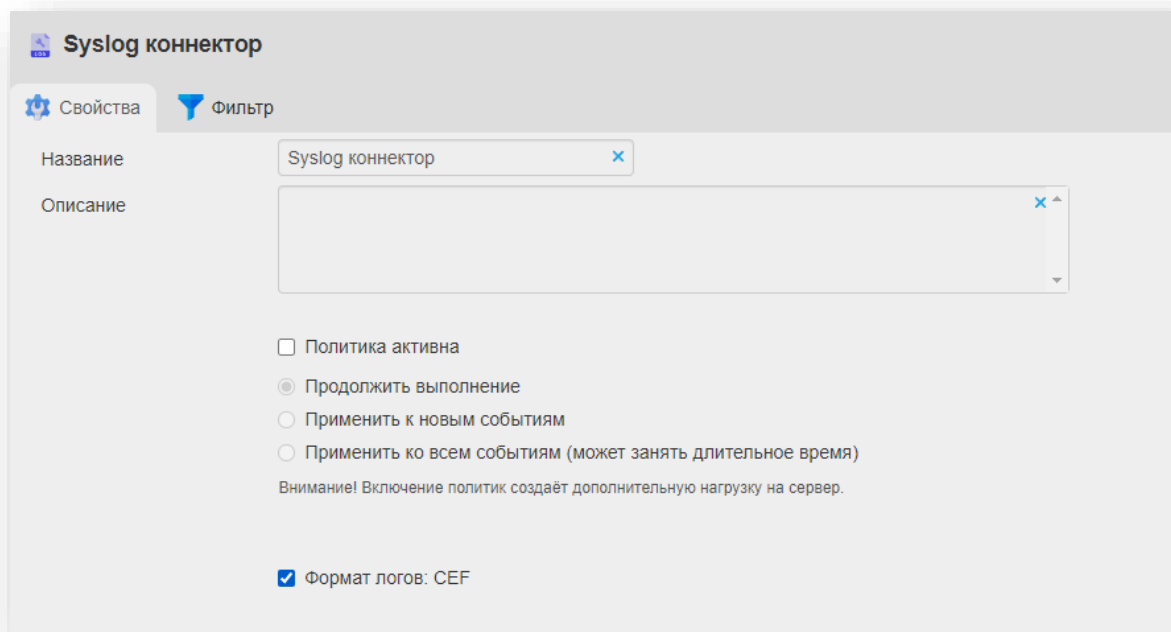 Syslog коннектор
Свойства Фильтр
Название Syslog коннектор
Описание
Политика активна
Продолжить выполнение
Применить к новым событиям
Применить ко всем событиям (может занять длительное время)
Внимание! Включение политик создаёт дополнительную нагрузку на сервер.
Формат логов: CEF